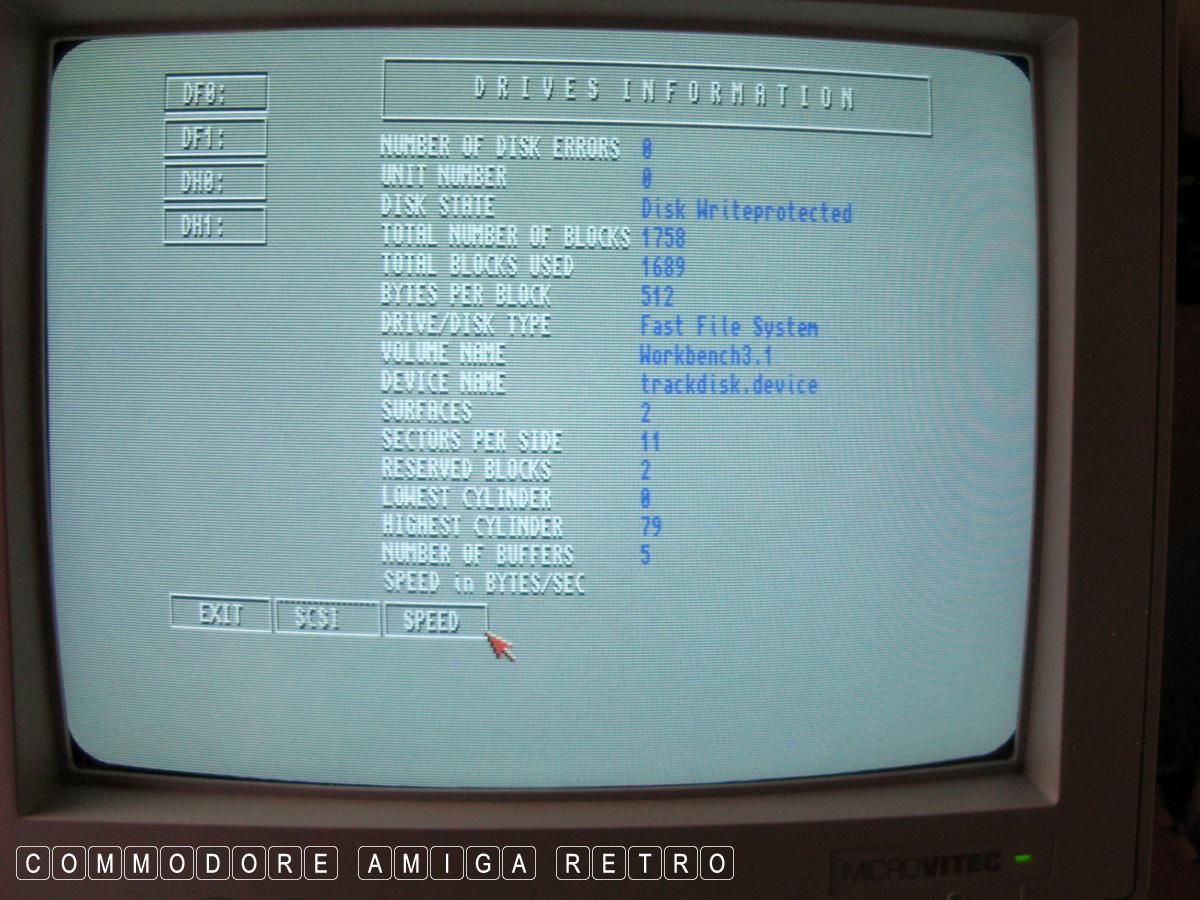 DF0:
DF1:
DH0:
DH1:
DRIVES INFORMATION
NUMBER OF DISK ERRORS 0
UNIT NUMBER 0
DISK STATE Disk Writeprotected
TOTAL NUMBER OF BLOCKS 1758
TOTAL BLOCKS USED 1689
BYTES PER BLOCK 512
DRIVE/DISK TYPE Fast File System
VOLUME NAME Workbench3.1
DEVICE NAME trackdisk.device
SURFACES 2
SECTORS PER SIDE 11
RESERVED BLOCKS 2
LOWEST CYLINDER 0
HIGHEST CYLINDER 79
NUMBER OF BUFFERS 5
SPEED in BYTES/SEC
EXIT SCSI SPEED
COMMODORE AMIGA RETRO
MICROVITEC